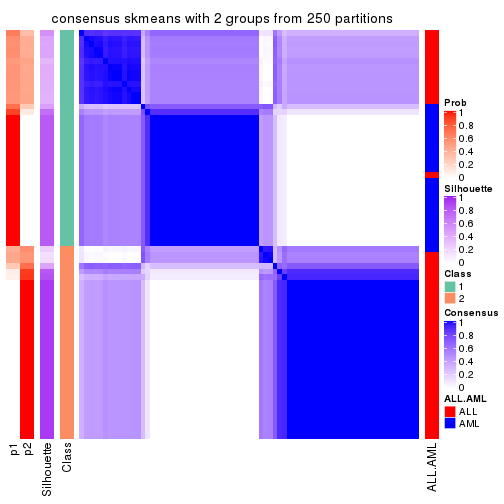 consensus skmeans with 2 groups from 250 partitions
Prob
1
0.8
0.6
0.4
0.2
0
Silhouette
1
0.8
0.6
0.4
0.2
0
Class
1
2
Consensus
1
0.8
0.6
0.4
0.2
0
ALL.AML
ALL
AML
p1
p2
Silhouette
Class
ALL.AML